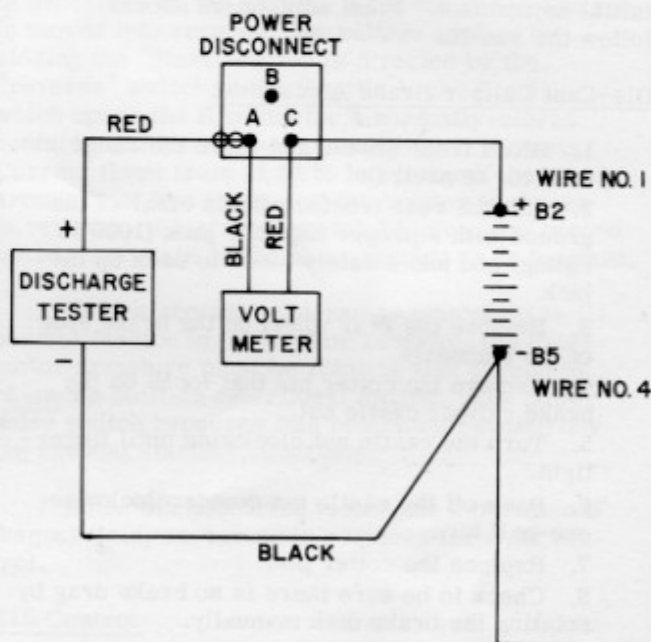 POWER
DISCONNECT
B
RED
A
C
WIRE NO. 1
+ B2
BLACK
RED
+
DISCHARGE
TESTER
VOLT
METER
-
-B5
WIRE NO. 4
BLACK